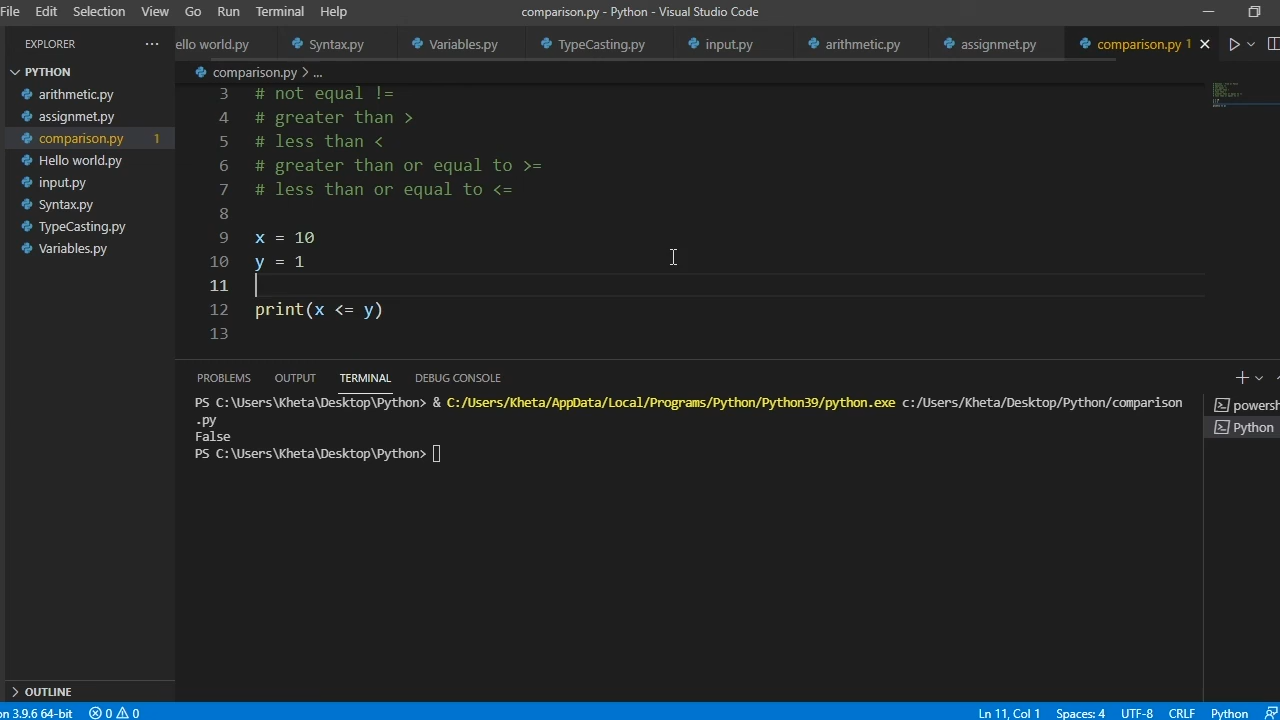 File Edit Selection View Go Run Terminal Help comparison.py - Python - Visual Studio Code
EXPLORER ··· ello world.py Syntax.py Variables.py TypeCasting.py input.py arithmetic.py assignmet.py comparison.py 1
PYTHON
comparison.py > ...
arithmetic.py
assignmet.py
comparison.py 1
Hello world.py
input.py
Syntax.py
TypeCasting.py
Variables.py
3 # not equal !=
4 # greater than >
5 # less than <
6 # greater than or equal to >=
7 # less than or equal to <=
8
9 x = 10
10 y = 1
11
12 print(x <= y)
13
PROBLEMS OUTPUT TERMINAL DEBUG CONSOLE
PS C:\Users\Kheta\Desktop\Python> & C:/Users/Kheta/AppData/Local/Programs/Python/Python39/python.exe c:/Users/Kheta/Desktop/Python/comparison
.py
False
PS C:\Users\Kheta\Desktop\Python>
powersh
Python
OUTLINE
on 3.9.6 64-bit 0 0 Ln 11, Col 1 Spaces: 4 UTF-8 CRLF Python